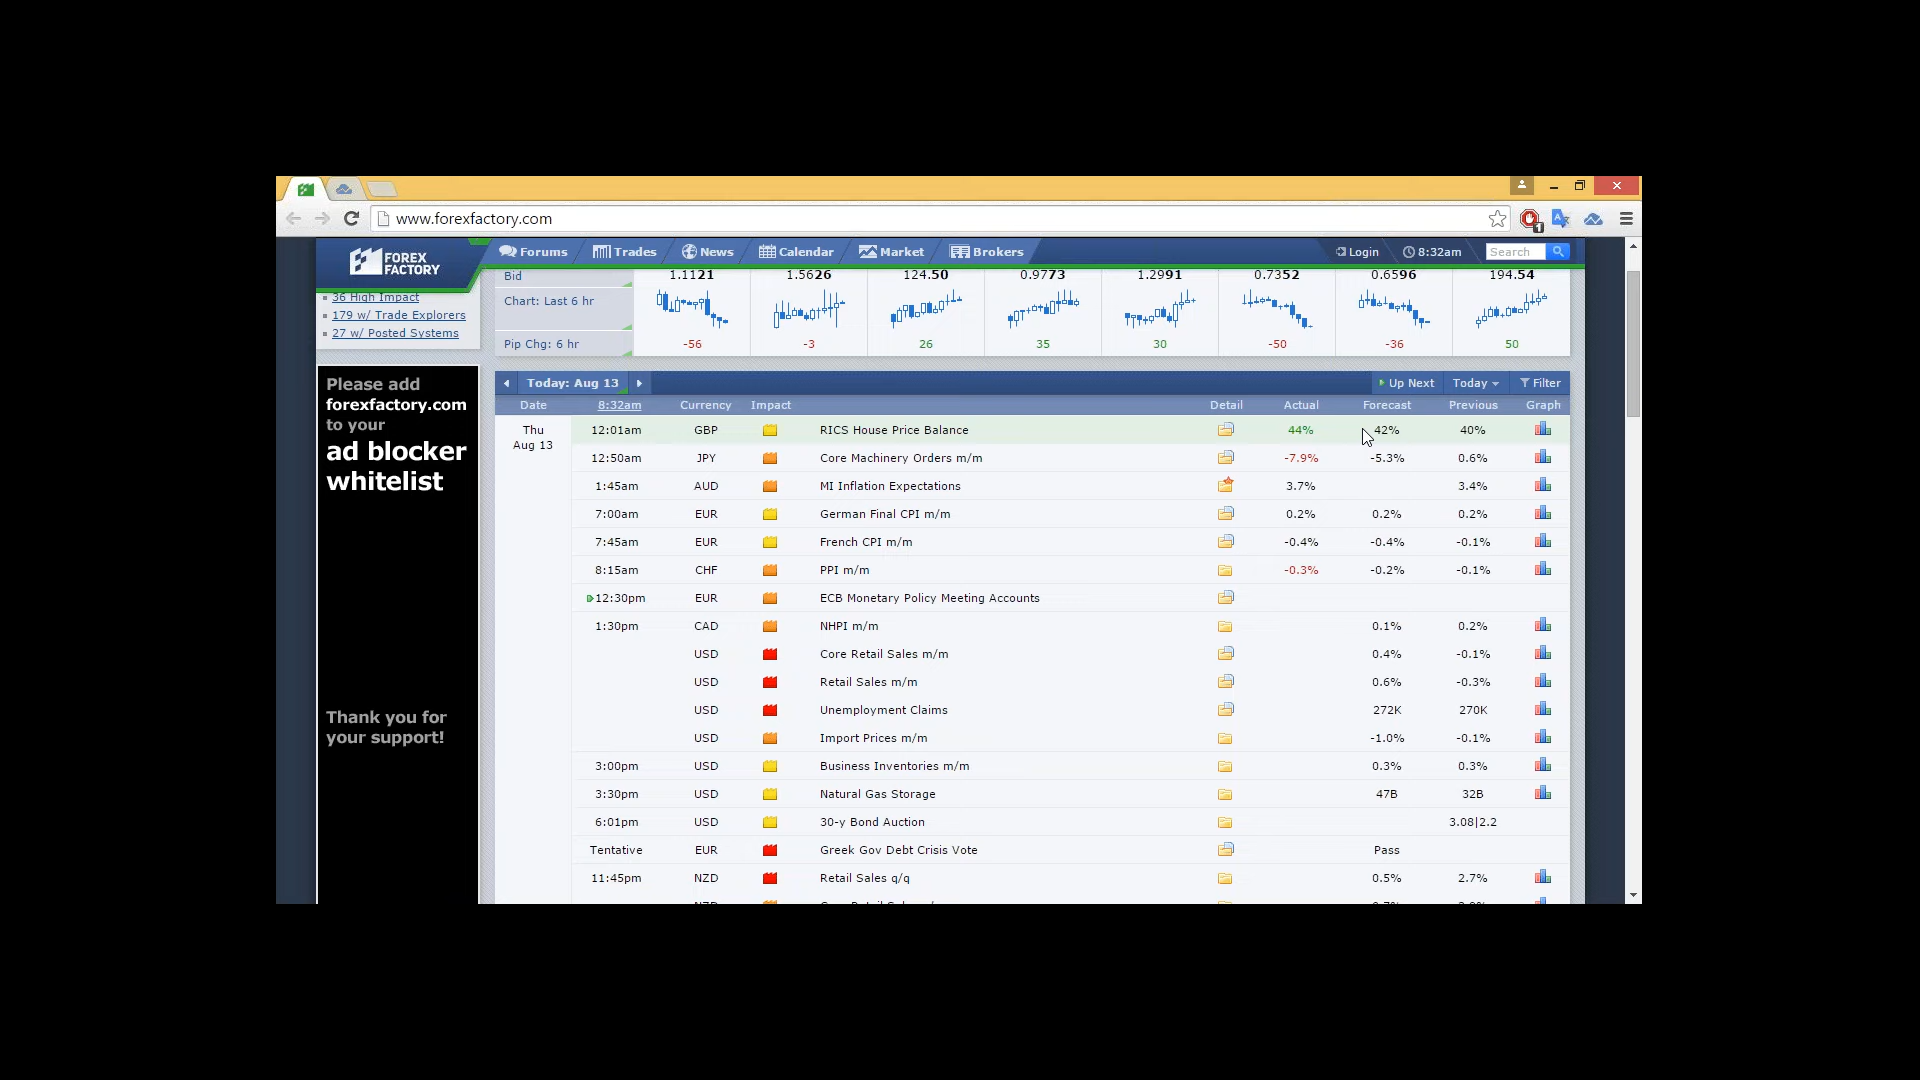 www.forexfactory.com
FOREX FACTORY
Forums Trades News Calendar Market Brokers Login 8:32am Search
36 High Impact
179 w/ Trade Explorers
27 w/ Posted Systems
Bid 1.1121 1.5626 124.50 0.9773 1.2991 0.7352 0.6596 194.54
Chart: Last 6 hr
Pip Chg: 6 hr -56 -3 26 35 30 -50 -36 50
Please add
forexfactory.com
to your
ad blocker
whitelist
Thank you for
your support!
Today: Aug 13 Up Next Today Filter
Date 8:32am Currency Impact Detail Actual Forecast Previous Graph
Thu
Aug 13
12:01am GBP RICS House Price Balance 44% 42% 40%
12:50am JPY Core Machinery Orders m/m -7.9% -5.3% 0.6%
1:45am AUD MI Inflation Expectations 3.7% 3.4%
7:00am EUR German Final CPI m/m 0.2% 0.2% 0.2%
7:45am EUR French CPI m/m -0.4% -0.4% -0.1%
8:15am CHF PPI m/m -0.3% -0.2% -0.1%
12:30pm EUR ECB Monetary Policy Meeting Accounts
1:30pm CAD NHPI m/m 0.1% 0.2%
USD Core Retail Sales m/m 0.4% -0.1%
USD Retail Sales m/m 0.6% -0.3%
USD Unemployment Claims 272K 270K
USD Import Prices m/m -1.0% -0.1%
3:00pm USD Business Inventories m/m 0.3% 0.3%
3:30pm USD Natural Gas Storage 47B 32B
6:01pm USD 30-y Bond Auction 3.08|2.2
Tentative EUR Greek Gov Debt Crisis Vote Pass
11:45pm NZD Retail Sales q/q 0.5% 2.7%